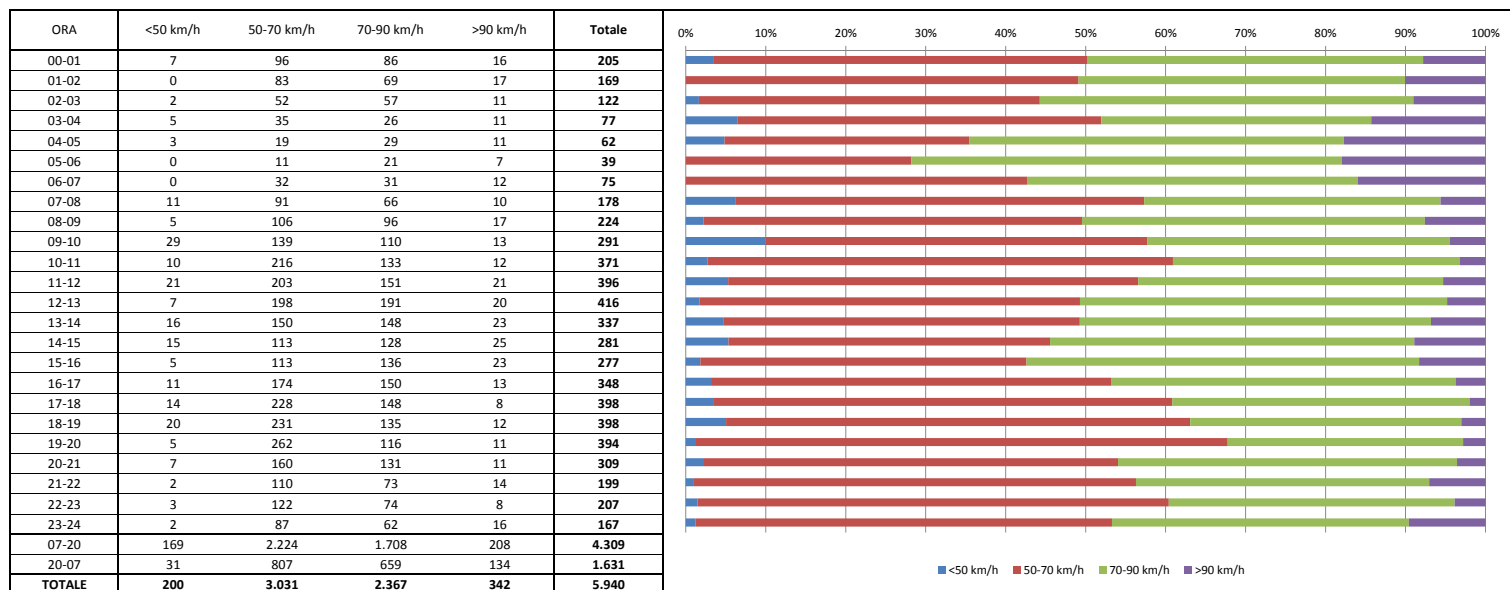 ORA <50 km/h 50-70 km/h 70-90 km/h >90 km/h Totale
0% 10% 20% 30% 40% 50% 60% 70% 80% 90% 100%
00-01 7 96 86 16 205
01-02 0 83 69 17 169
02-03 2 52 57 11 122
03-04 5 35 26 11 77
04-05 3 19 29 11 62
05-06 0 11 21 7 39
06-07 0 32 31 12 75
07-08 11 91 66 10 178
08-09 5 106 96 17 224
09-10 29 139 110 13 291
10-11 10 216 133 12 371
11-12 21 203 151 21 396
12-13 7 198 191 20 416
13-14 16 150 148 23 337
14-15 15 113 128 25 281
15-16 5 113 136 23 277
16-17 11 174 150 13 348
17-18 14 228 148 8 398
18-19 20 231 135 12 398
19-20 5 262 116 11 394
20-21 7 160 131 11 309
21-22 2 110 73 14 199
22-23 3 122 74 8 207
23-24 2 87 62 16 167
07-20 169 2.224 1.708 208 4.309
20-07 31 807 659 134 1.631
TOTALE 200 3.031 2.367 342 5.940
<50 km/h 50-70 km/h 70-90 km/h >90 km/h